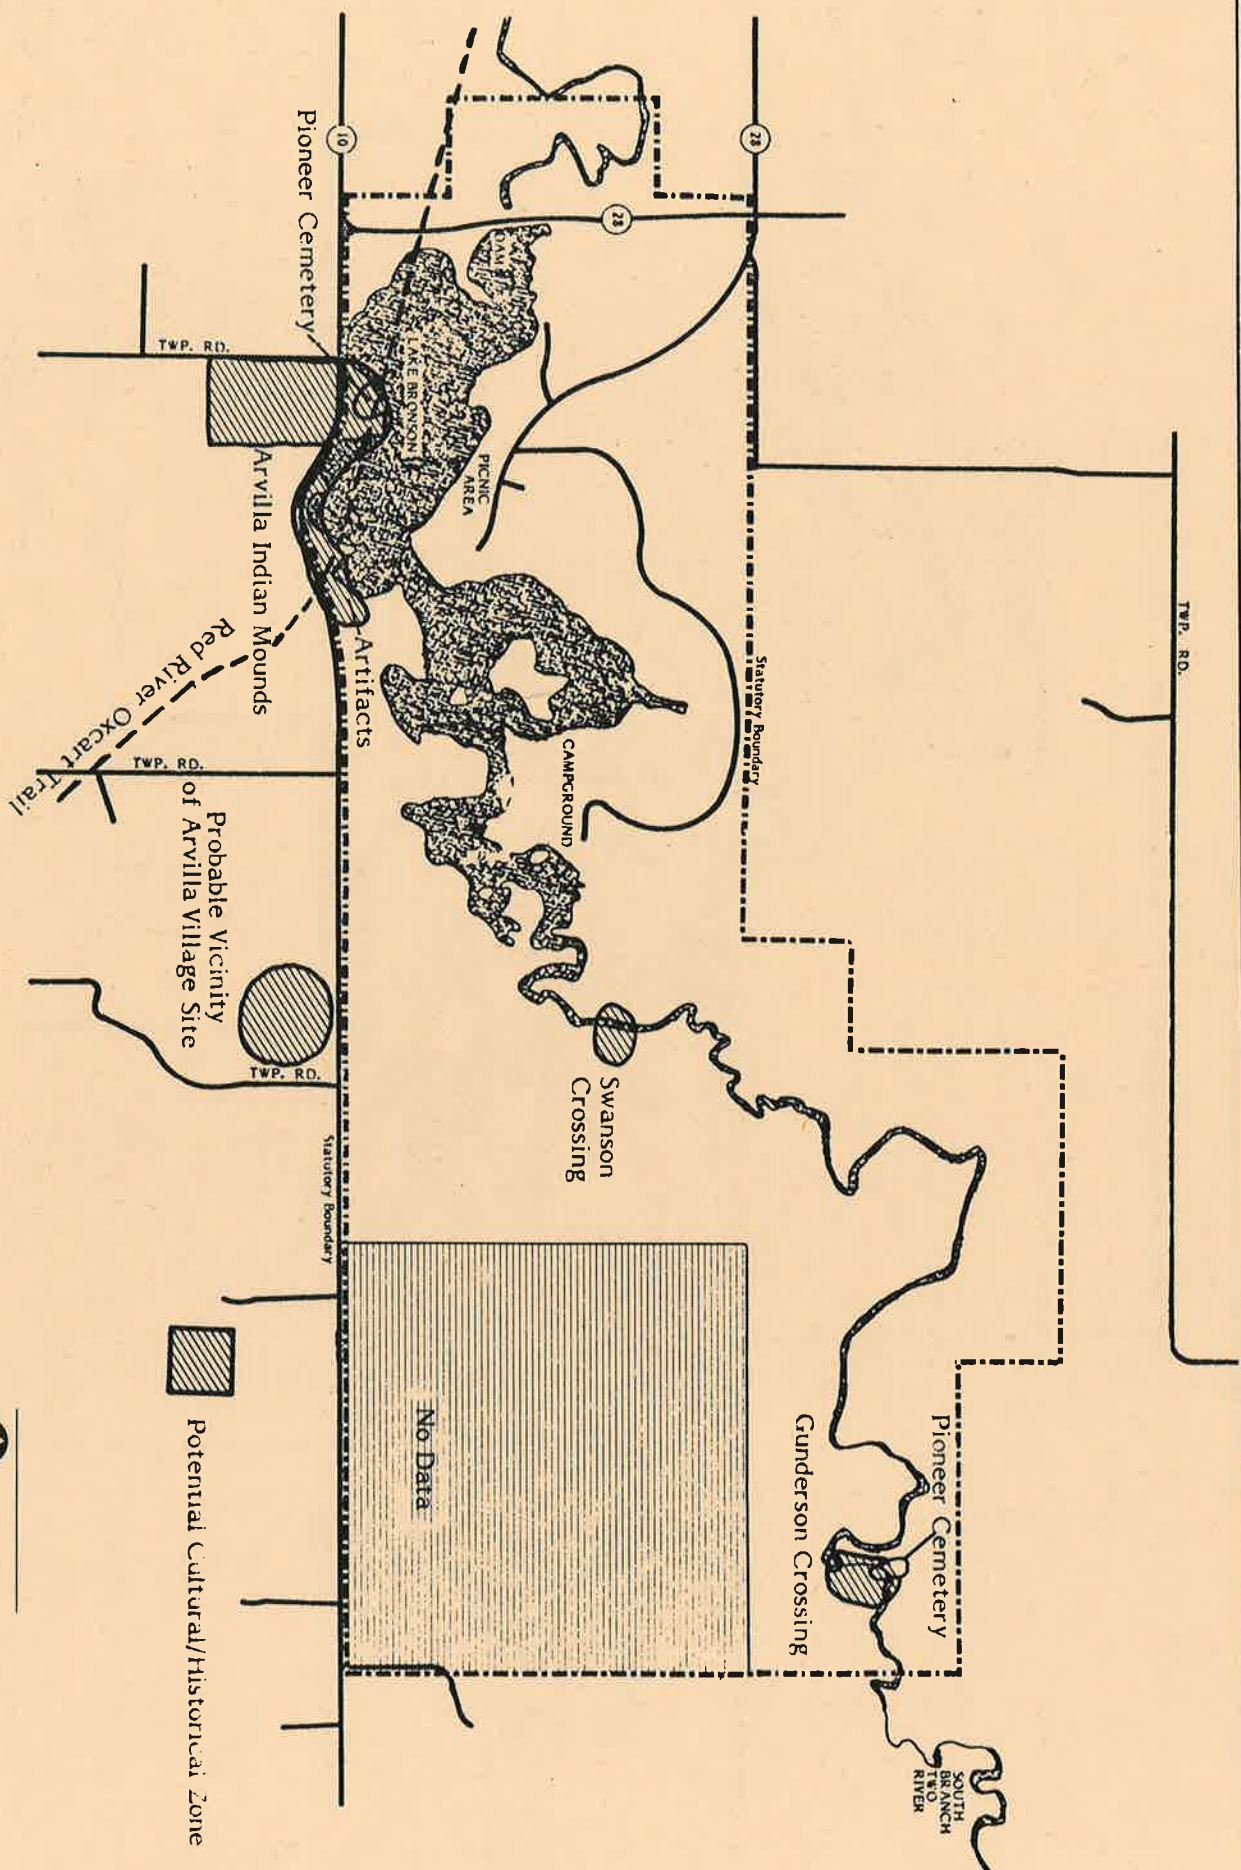 TWP. RD.
28
28
Statutory Boundary
SOUTH
BRANCH
TWO
RIVER
Pioneer Cemetery
Gunderson Crossing
CAMPGROUND
Swanson
Crossing
PICNIC
AREA
DAM
LAKE BRONSON
No Data
10
Pioneer Cemetery
Artifacts
Statutory Boundary
TWP. RD.
Arvilla Indian Mounds
TWP. RD.
Red River Oxcart Trail
Probable Vicinity
of Arvilla Village Site
TWP. RD.
Potential Cultural/Historical Zone